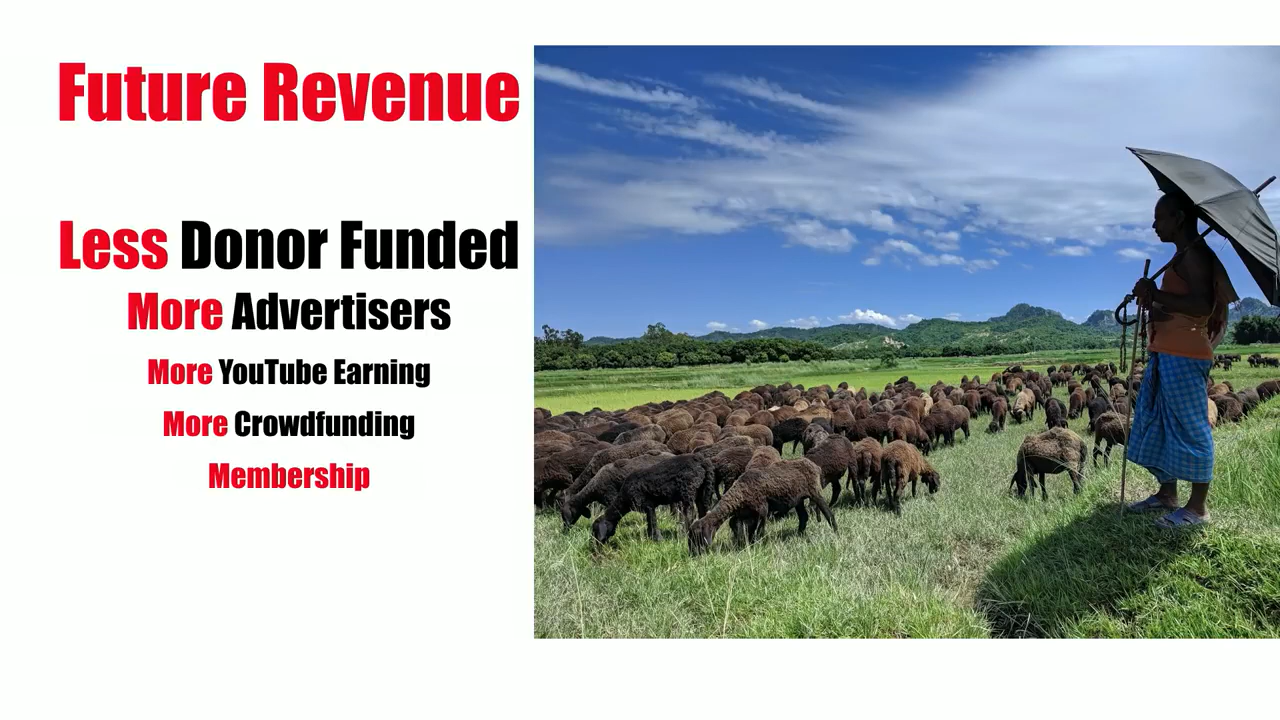 Future Revenue
Less Donor Funded
More Advertisers
More YouTube Earning
More Crowdfunding
Membership